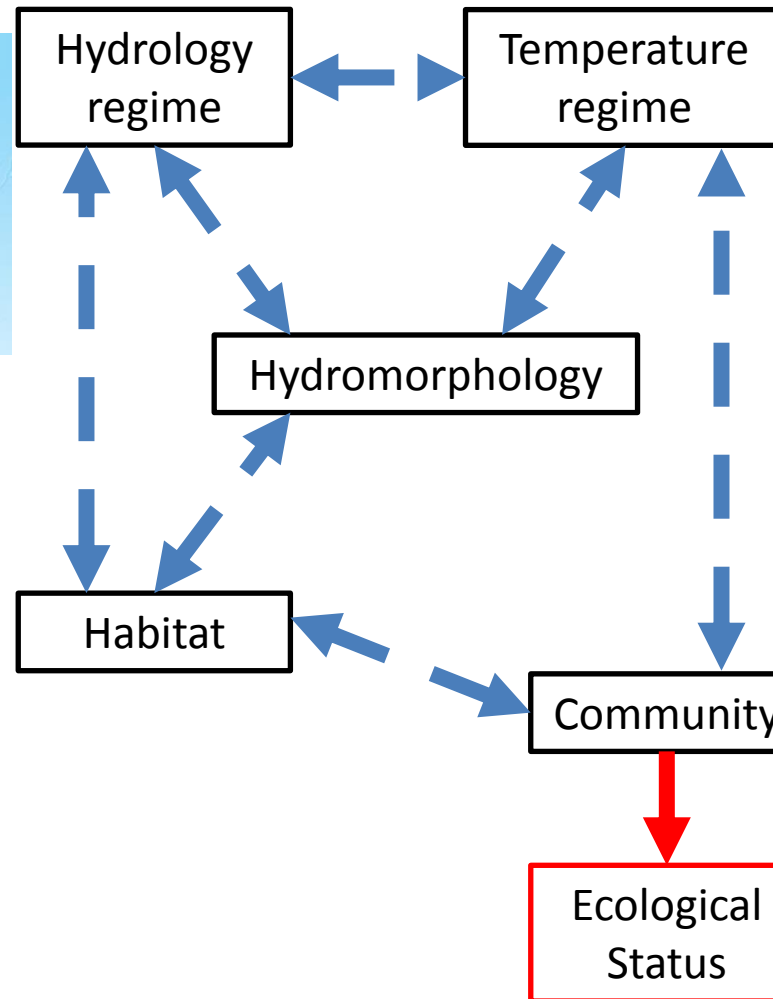 Hydrology
regime
Temperature
regime
Hydromorphology
Habitat
Community
Ecological
Status